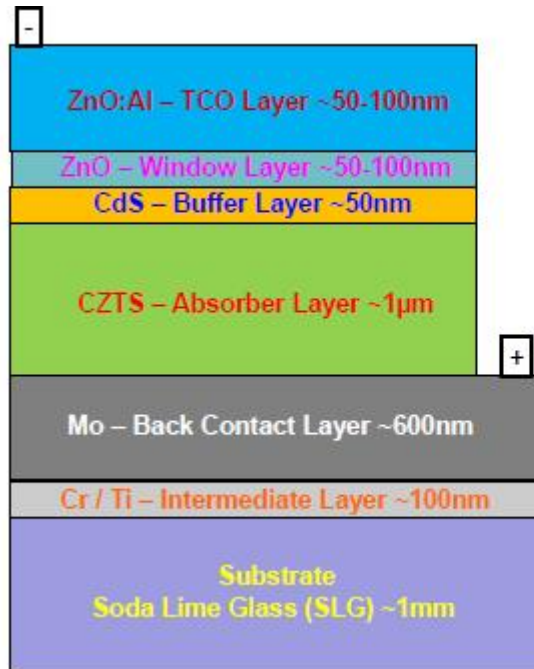 -
ZnO:Al – TCO Layer ~50-100nm
ZnO – Window Layer ~50-100nm
CdS – Buffer Layer ~50nm
CZTS – Absorber Layer ~1µm
+
Mo – Back Contact Layer ~600nm
Cr / Ti – Intermediate Layer ~100nm
Substrate
Soda Lime Glass (SLG) ~1mm